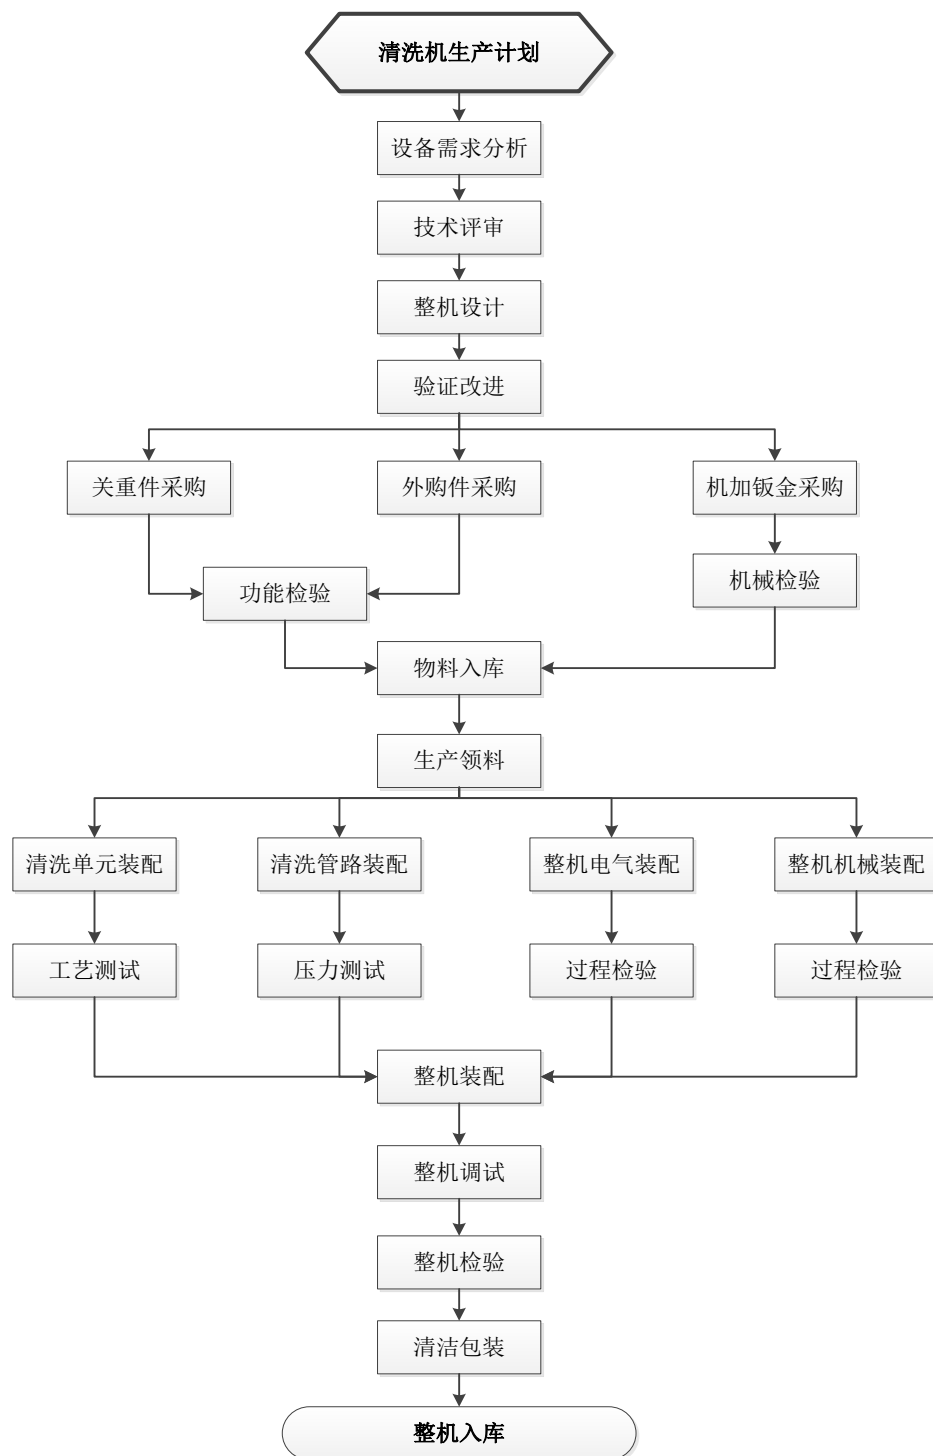 清洗机生产计划
设备需求分析
技术评审
整机设计
验证改进
关重件采购
外购件采购
机加钣金采购
功能检验
机械检验
物料入库
生产领料
清洗单元装配
清洗管路装配
整机电气装配
整机机械装配
工艺测试
压力测试
过程检验
过程检验
整机装配
整机调试
整机检验
清洁包装
整机入库